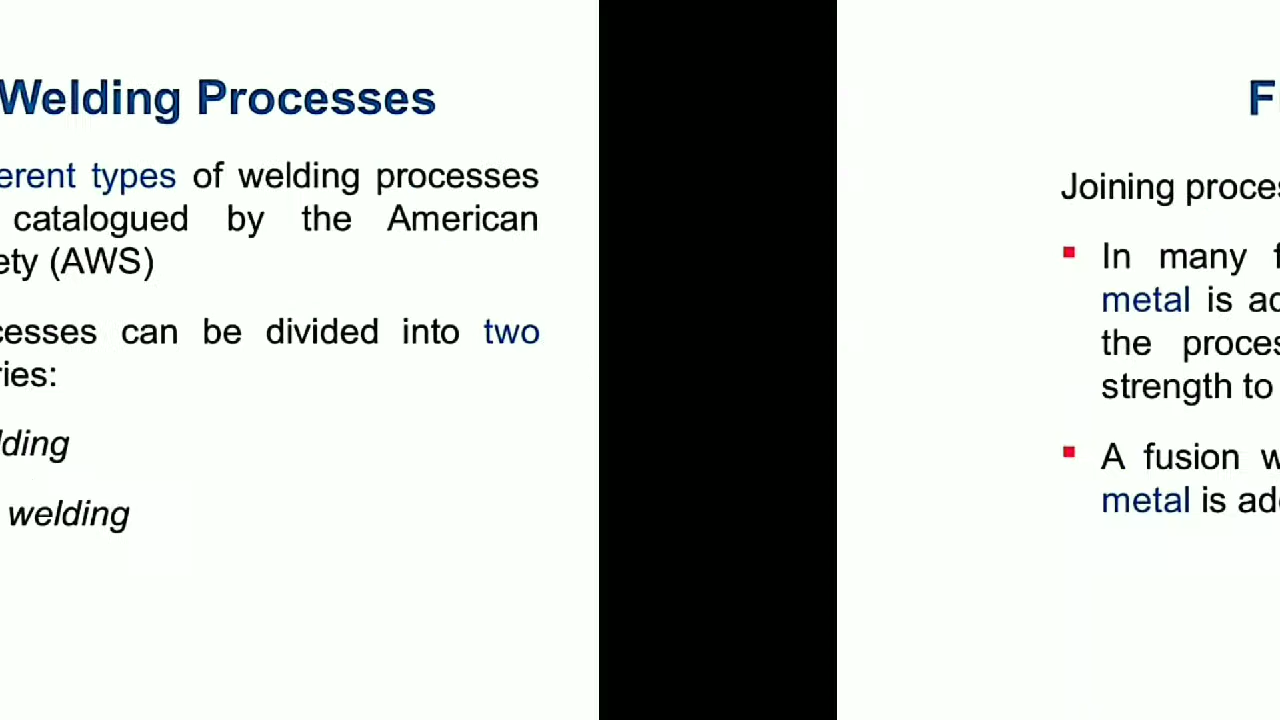 Welding Processes
erent types of welding processes
catalogued by the American
ety (AWS)
cesses can be divided into two
ries:
lding
welding
F
Joining proces
In many f
metal is ad
the proces
strength to
A fusion w
metal is add